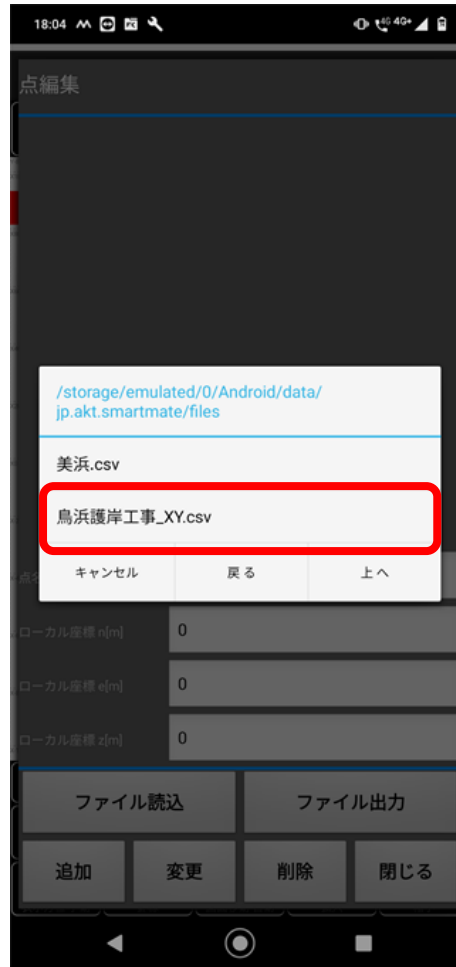 18:04
4G 4G+
点編集
/storage/emulated/0/Android/data/
jp.akt.smartmate/files
美浜.csv
鳥浜護岸工事_XY.csv
キャンセル
戻る
上へ
点名
ローカル座標 n[m]
0
ローカル座標 e[m]
0
ローカル座標 z[m]
0
ファイル読込
ファイル出力
追加
変更
削除
閉じる